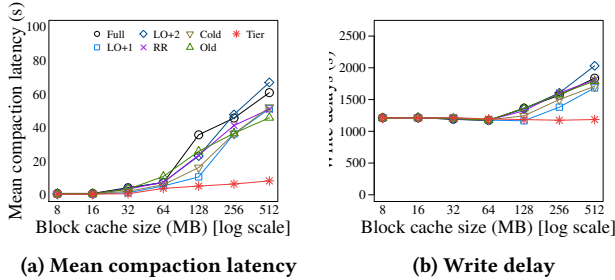 Mean compaction latency (s)
100
80
60
40
20
0
Full
LO+2
Cold
Tier
LO+1
RR
Old
8 16 32 64 128 256 512
Block cache size (MB) [log scale]
(a) Mean compaction latency
Write delays (s)
2500
2000
1500
1000
500
0
8 16 32 64 128 256 512
Block cache size (MB) [log scale]
(b) Write delay